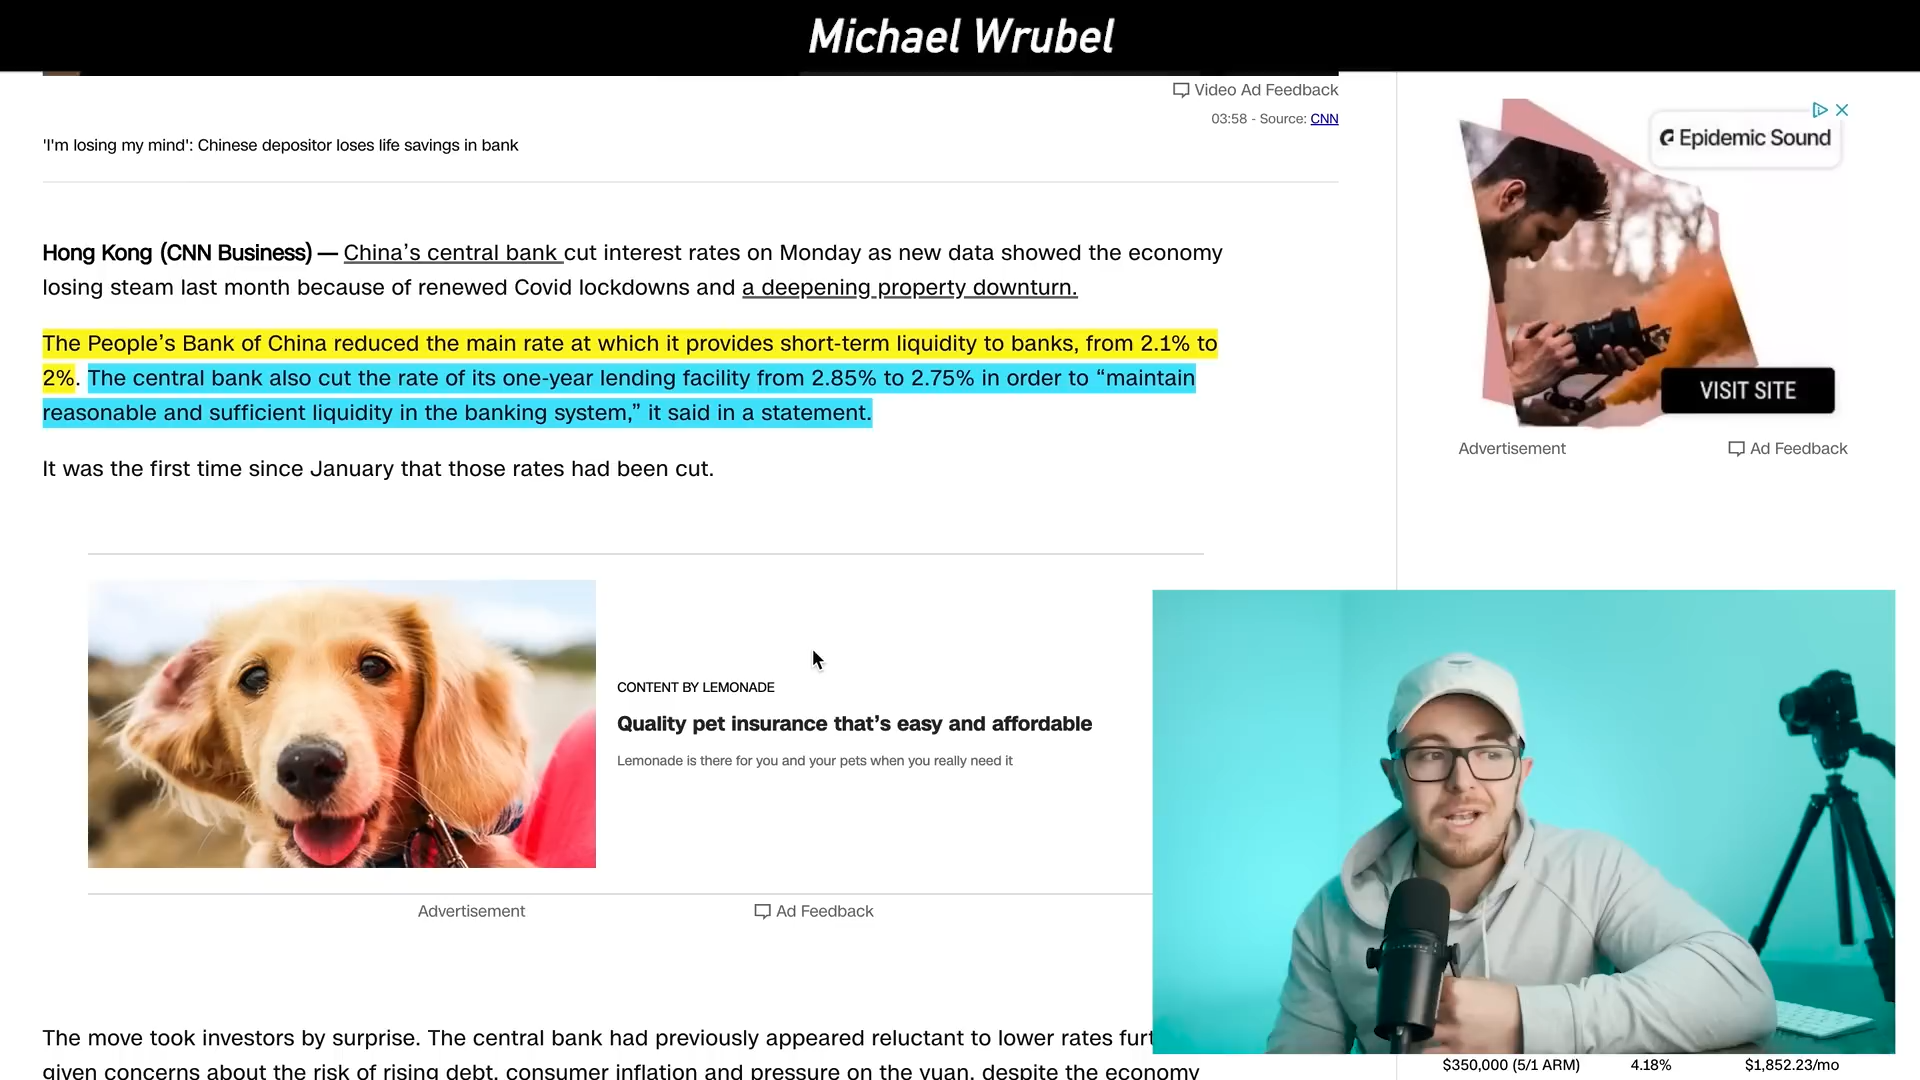 Michael Wrubel
Video Ad Feedback
03:58 - Source: CNN
'I'm losing my mind': Chinese depositor loses life savings in bank
Hong Kong (CNN Business) — China’s central bank cut interest rates on Monday as new data showed the economy
losing steam last month because of renewed Covid lockdowns and a deepening property downturn.
The People’s Bank of China reduced the main rate at which it provides short-term liquidity to banks, from 2.1% to
2%. The central bank also cut the rate of its one-year lending facility from 2.85% to 2.75% in order to “maintain
reasonable and sufficient liquidity in the banking system,” it said in a statement.
It was the first time since January that those rates had been cut.
CONTENT BY LEMONADE
Quality pet insurance that’s easy and affordable
Lemonade is there for you and your pets when you really need it
Advertisement
Ad Feedback
The move took investors by surprise. The central bank had previously appeared reluctant to lower rates
given concerns about the risk of rising debt, consumer inflation and pressure on the yuan, despite the economy
Epidemic Sound
VISIT SITE
Advertisement
Ad Feedback
$350,000 (5/1 ARM) 4.18% $1,852.23/mo